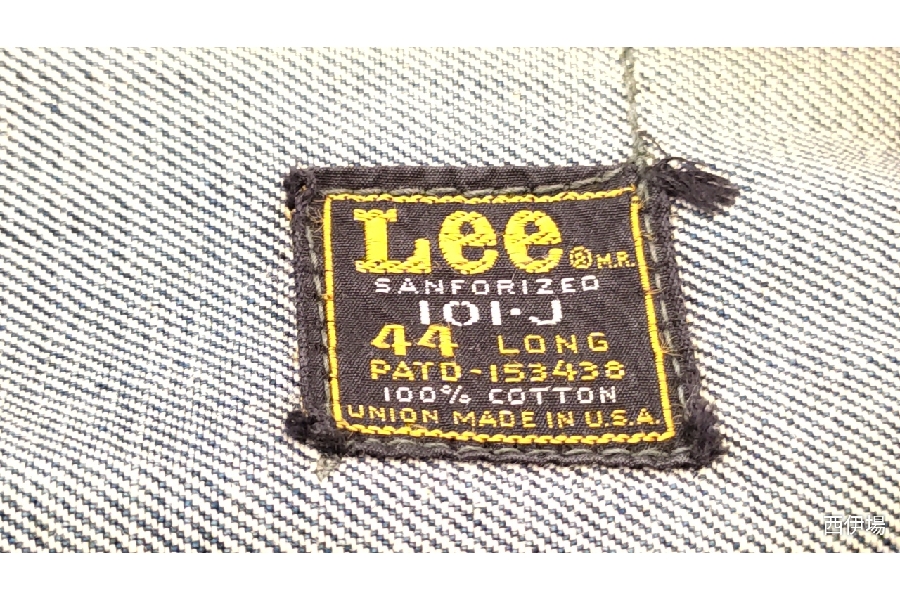 Lee ® M.R.
SANFORIZED
101-J
44 LONG
PATD-153438
100% COTTON
UNION MADE IN U.S.A.
西伊場